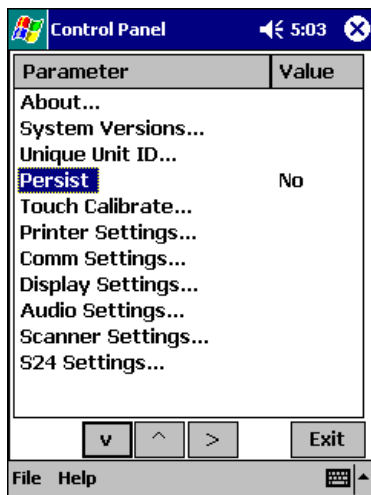 Control Panel 5:03
Parameter Value
About...
System Versions...
Unique Unit ID...
Persist No
Touch Calibrate...
Printer Settings...
Comm Settings...
Display Settings...
Audio Settings...
Scanner Settings...
S24 Settings...
v ^ > Exit
File Help